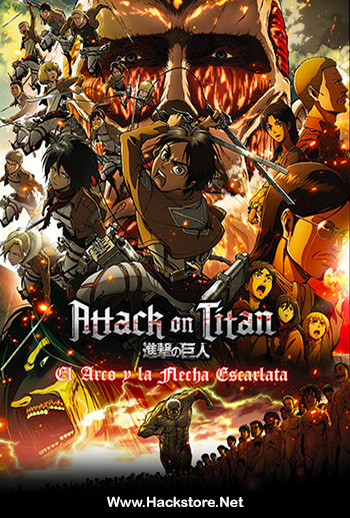 Attack on Titan
進撃の巨人
El Arco y la Flecha Escarlata
Www.Hackstore.Net